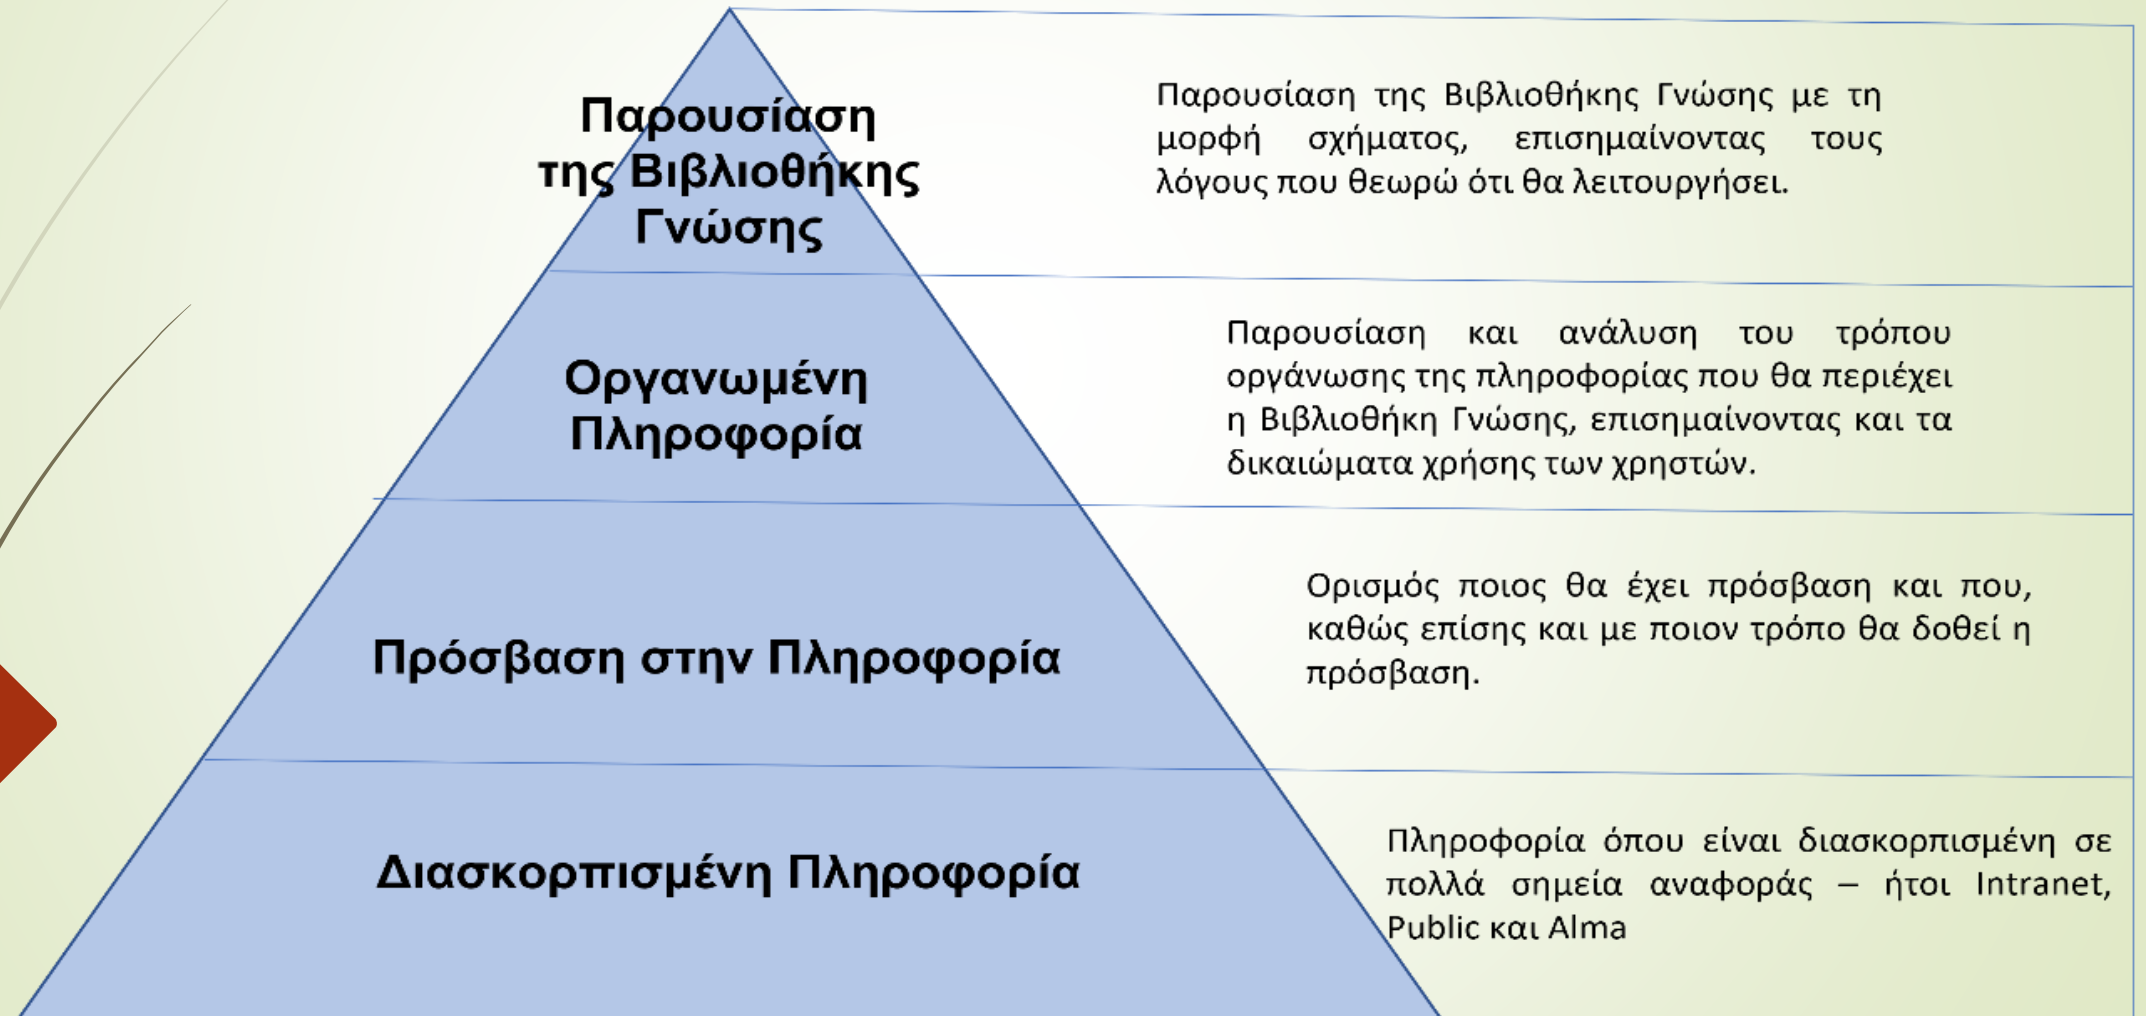 Παρουσίαση
της Βιβλιοθήκης
Γνώσης
Παρουσίαση της Βιβλιοθήκης Γνώσης με τη
μορφή σχήματος, επισημαίνοντας τους
λόγους που θεωρώ ότι θα λειτουργήσει.
Οργανωμένη
Πληροφορία
Παρουσίαση και ανάλυση του τρόπου
οργάνωσης της πληροφορίας που θα περιέχει
η Βιβλιοθήκη Γνώσης, επισημαίνοντας και τα
δικαιώματα χρήσης των χρηστών.
Πρόσβαση στην Πληροφορία
Ορισμός ποιος θα έχει πρόσβαση και που,
καθώς επίσης και με ποιον τρόπο θα δοθεί η
πρόσβαση.
Διασκορπισμένη Πληροφορία
Πληροφορία όπου είναι διασκορπισμένη σε
πολλά σημεία αναφοράς – ήτοι Intranet,
Public και Alma